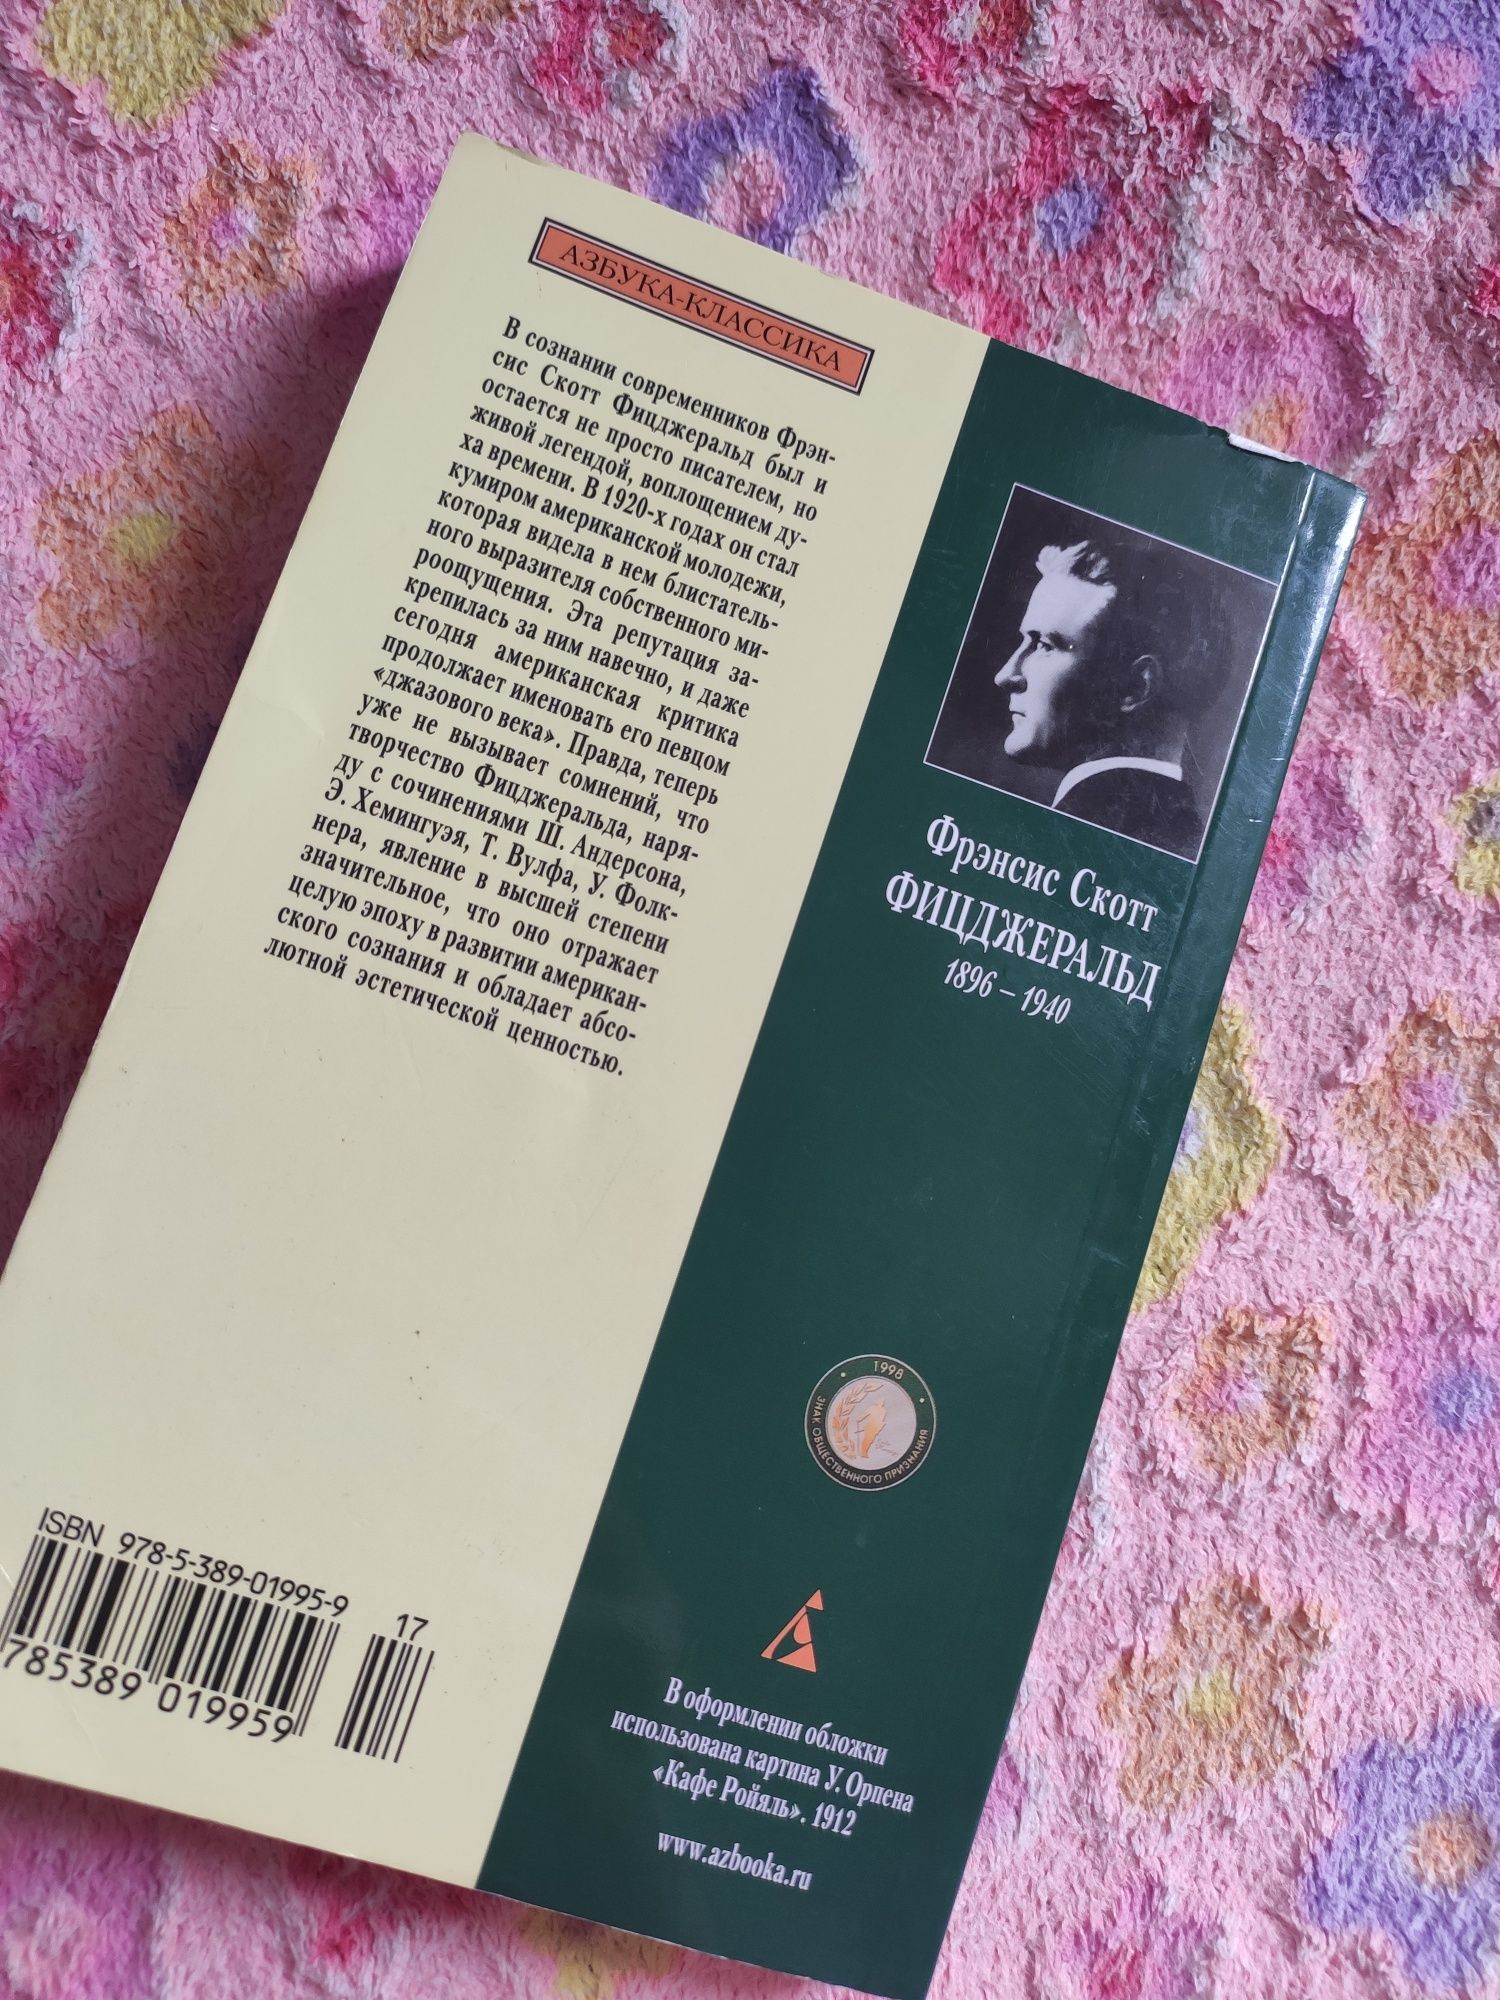 АЗБУКА-КЛАССИКА
В сознании современников Фрэн-
сис Скотт Фицджеральд был и
остается не просто писателем, но
живой легендой, воплощением ду-
ха времени. В 1920-х годах он стал
кумиром американской молодежи,
которая видела в нем блистатель-
ного выразителя собственного ми-
роощущения. Эта репутация за-
крепилась за ним навечно, и даже
сегодня американская критика
продолжает именовать его певцом
«джазового века». Правда, теперь
уже не вызывает сомнений, что
творчество Фицджеральда, наря-
ду с сочинениями Ш. Андерсона,
Э. Хемингуэя, Т. Вулфа, У. Фолк-
нера, явление в высшей степени
значительное, что оно отражает
целую эпоху в развитии американ-
ского сознания и обладает абсо-
лютной эстетической ценностью.
Фрэнсис Скотт
ФИЦДЖЕРАЛЬД
1896 – 1940
1998
ЗНАК ОБЩЕСТВЕННОГО ПРИЗНАНИЯ
ISBN 978-5-389-01995-9
17
785389 019959
В оформлении обложки
использована картина У. Орпена
«Кафе Ройяль». 1912
www.azbooka.ru